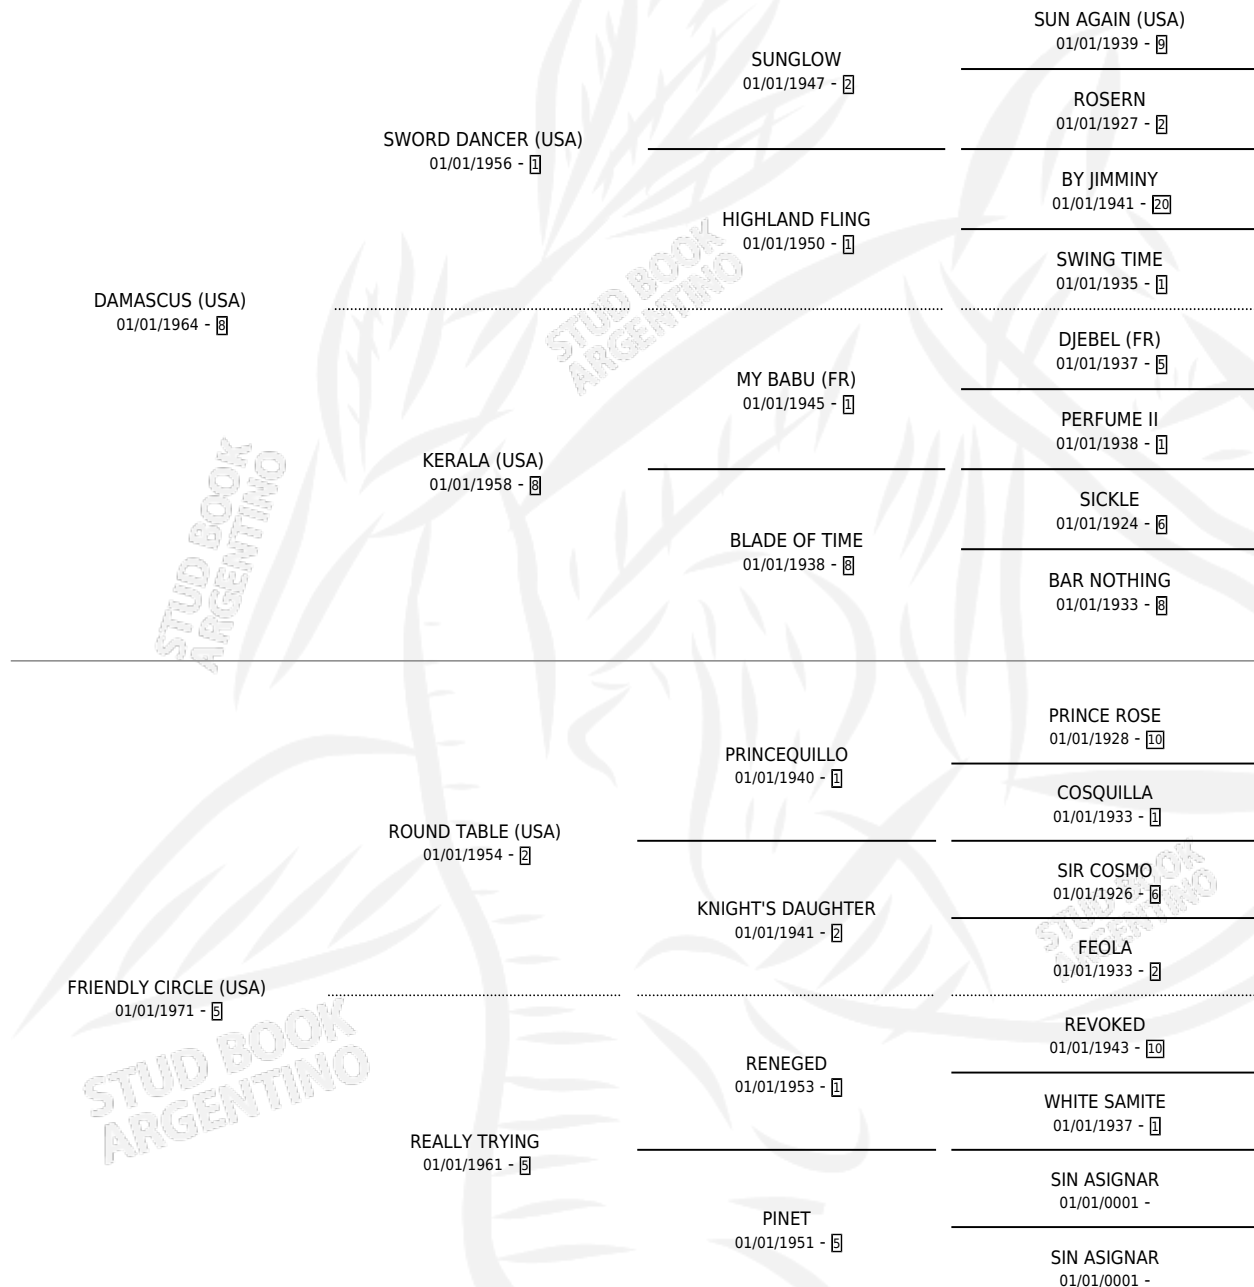 SUN AGAIN (USA)
01/01/1939 - 9
SUNGLOW
01/01/1947 - 2
ROSERN
01/01/1927 - 2
SWORD DANCER (USA)
01/01/1956 - 1
BY JIMMINY
01/01/1941 - 20
HIGHLAND FLING
01/01/1950 - 1
SWING TIME
01/01/1935 - 1
DAMASCUS (USA)
01/01/1964 - 8
DJEBEL (FR)
01/01/1937 - 5
MY BABU (FR)
01/01/1945 - 1
PERFUME II
01/01/1938 - 1
KERALA (USA)
01/01/1958 - 8
SICKLE
01/01/1924 - 6
BLADE OF TIME
01/01/1938 - 8
BAR NOTHING
01/01/1933 - 8
PRINCE ROSE
01/01/1928 - 10
PRINCEQUILLO
01/01/1940 - 1
COSQUILLA
01/01/1933 - 1
ROUND TABLE (USA)
01/01/1954 - 2
SIR COSMO
01/01/1926 - 6
KNIGHT'S DAUGHTER
01/01/1941 - 2
FEOLA
01/01/1933 - 2
FRIENDLY CIRCLE (USA)
01/01/1971 - 5
REVOKED
01/01/1943 - 10
RENEGED
01/01/1953 - 1
WHITE SAMITE
01/01/1937 - 1
REALLY TRYING
01/01/1961 - 5
SIN ASIGNAR
01/01/0001 -
PINET
01/01/1951 - 5
SIN ASIGNAR
01/01/0001 -
STUD BOOK
ARGENTINO
STUD BOOK
ARGENTINO
STUD BOOK
ARGENTINO
STUD BOOK
ARGENTINO